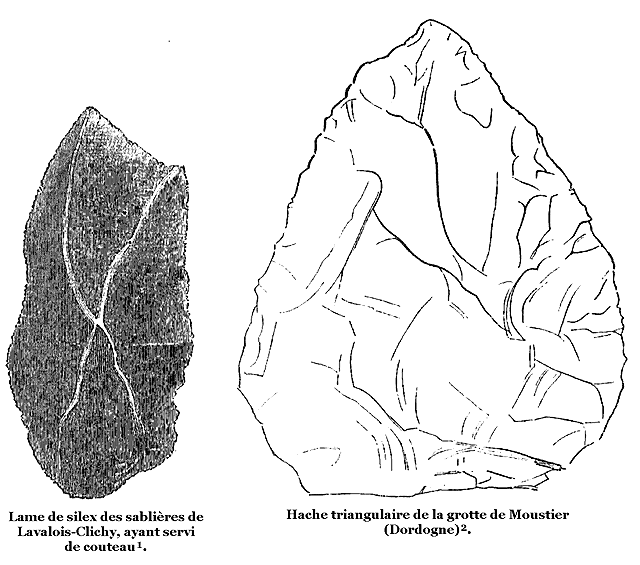 Lame de silex des sablières de
Lavalois-Clichy, ayant servi
de couteau¹.
Hache triangulaire de la grotte de Moustier
(Dordogne)².